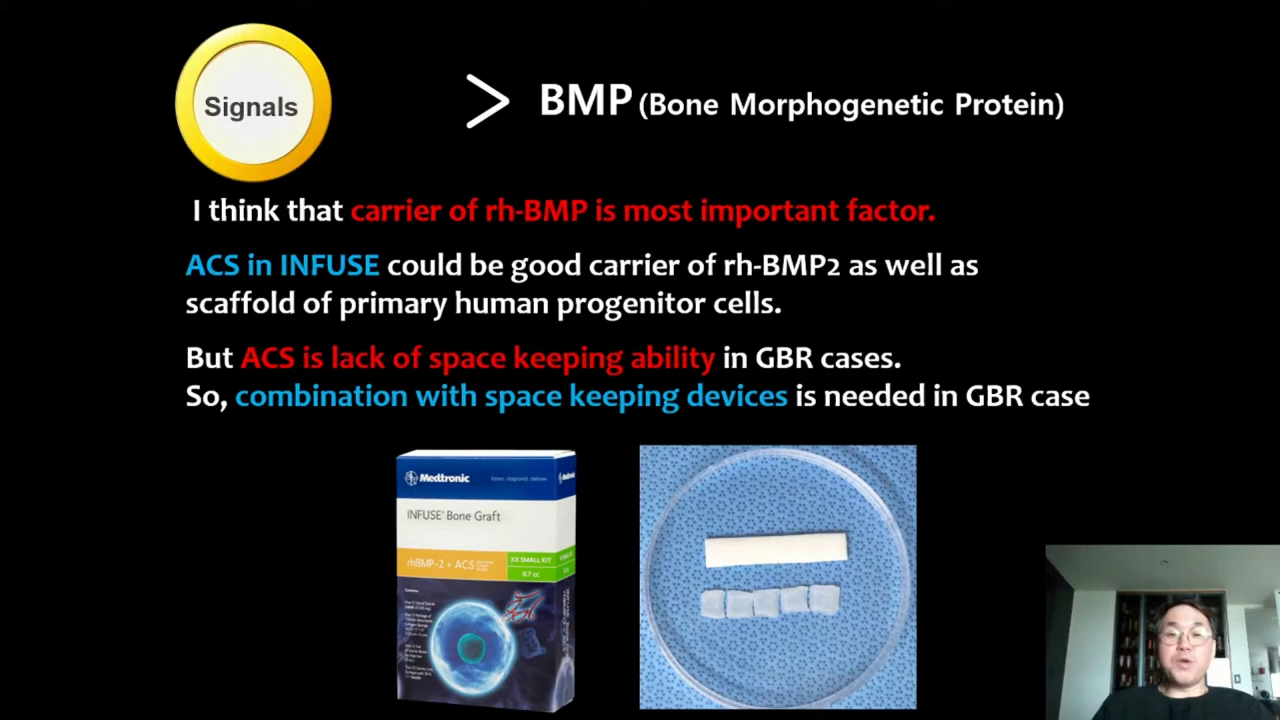 Signals
> BMP (Bone Morphogenetic Protein)
I think that carrier of rh-BMP is most important factor.
ACS in INFUSE could be good carrier of rh-BMP2 as well as
scaffold of primary human progenitor cells.
But ACS is lack of space keeping ability in GBR cases.
So, combination with space keeping devices is needed in GBR case
Medtronic
INFUSE® Bone Graft
rhBMP-2 + ACS
XX SMALL KIT
0.7 cc